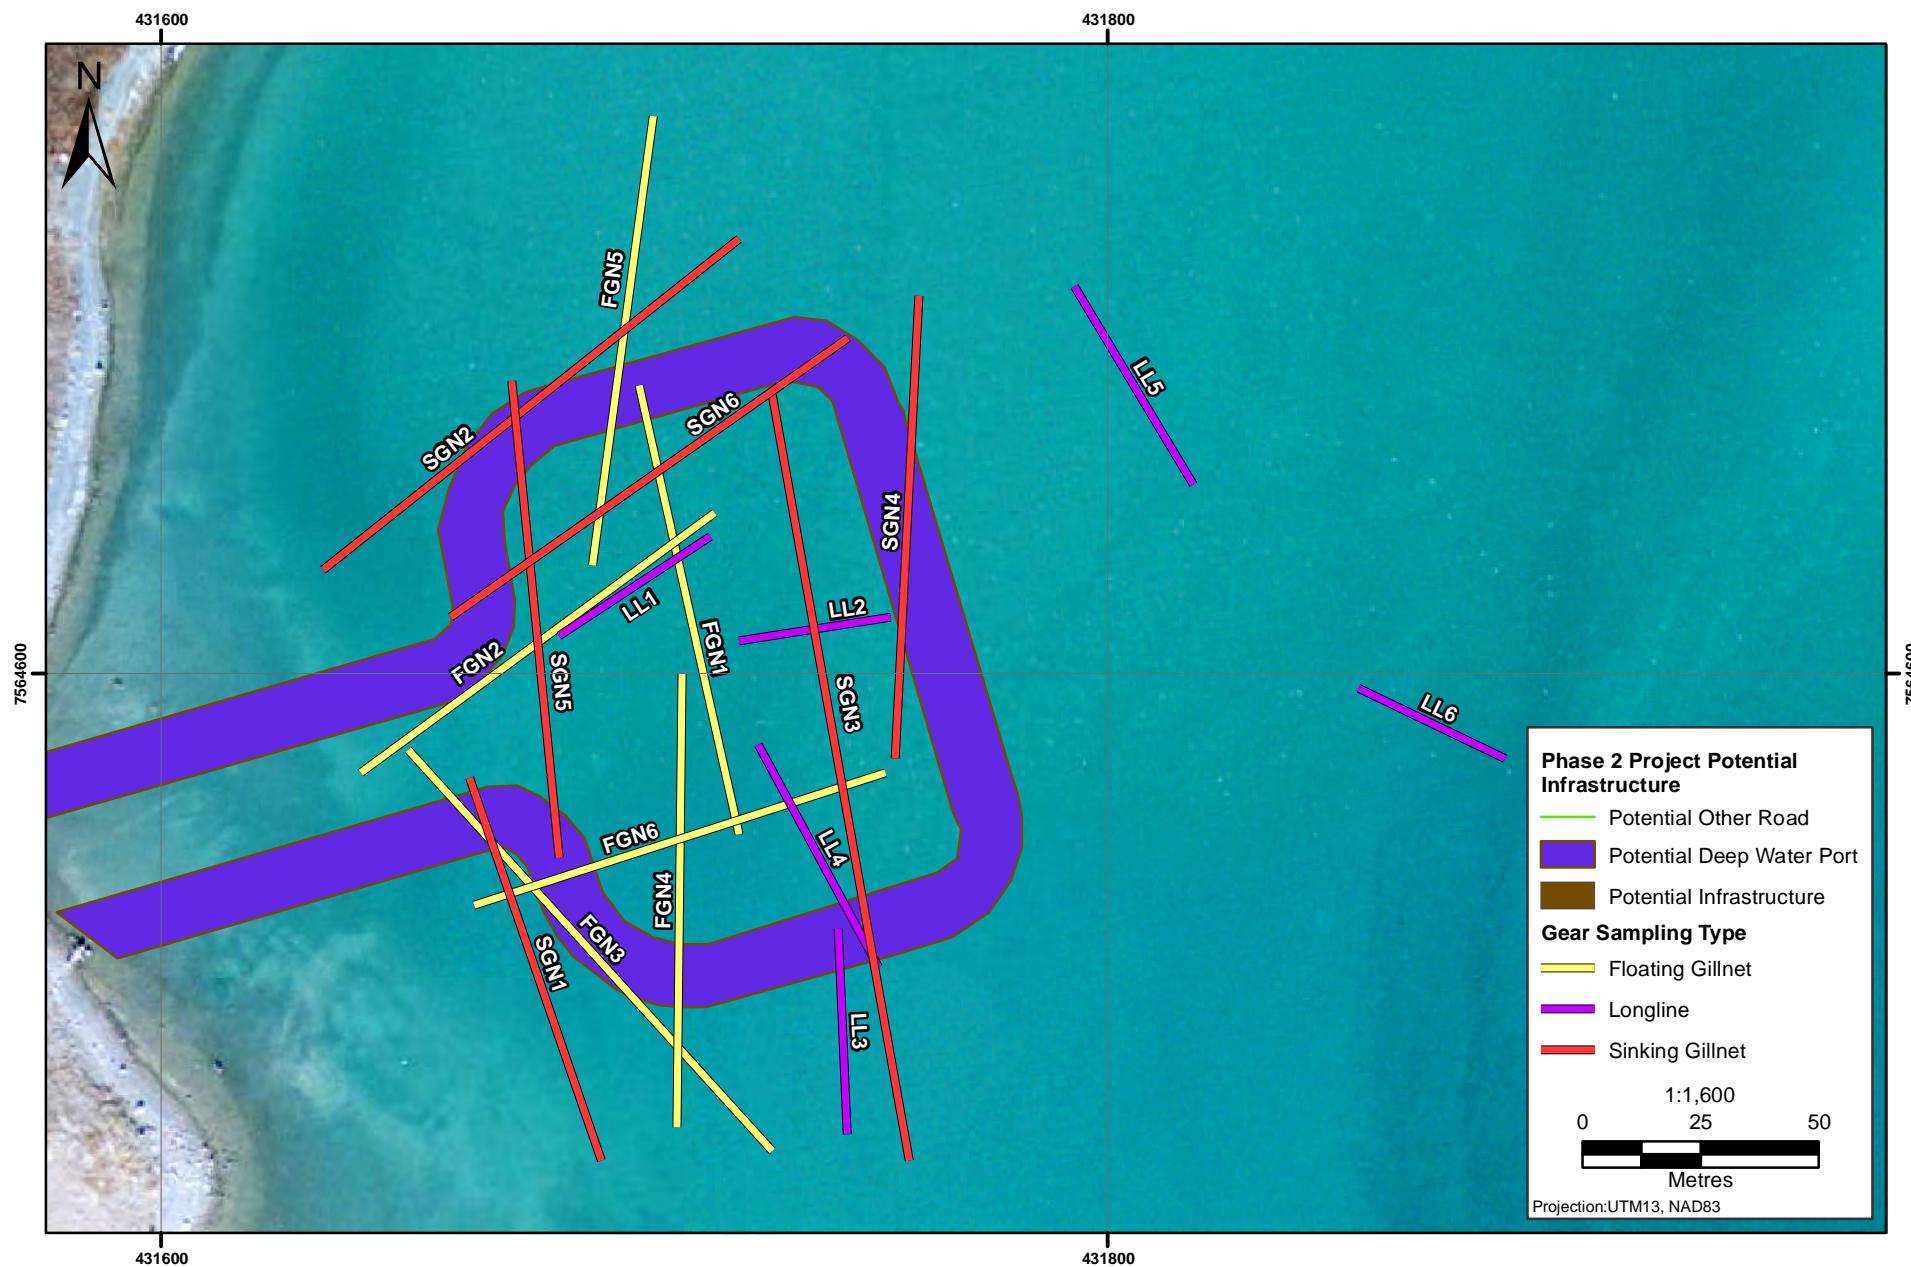 431600
431800
N
FGN5
LL5
SGN6
SGN2
SGN4
LL2
LL1
FGN1
FGN2
SGN5
7564600
7564600
SGN3
LL6
FGN6
LL4
FGN4
FGN3
SGN1
LL3
Phase 2 Project Potential
Infrastructure
Potential Other Road
Potential Deep Water Port
Potential Infrastructure
Gear Sampling Type
Floating Gillnet
Longline
Sinking Gillnet
1:1,600
0 25 50
Metres
Projection:UTM13, NAD83
431600
431800